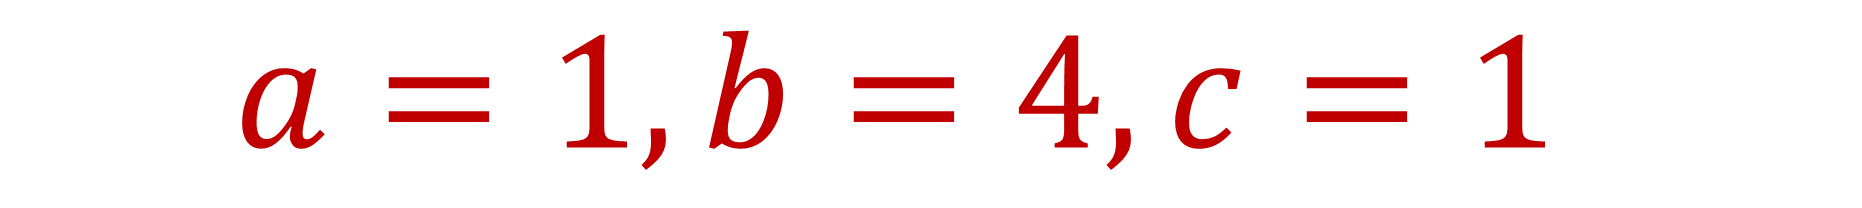 a = 1, b = 4, c = 1